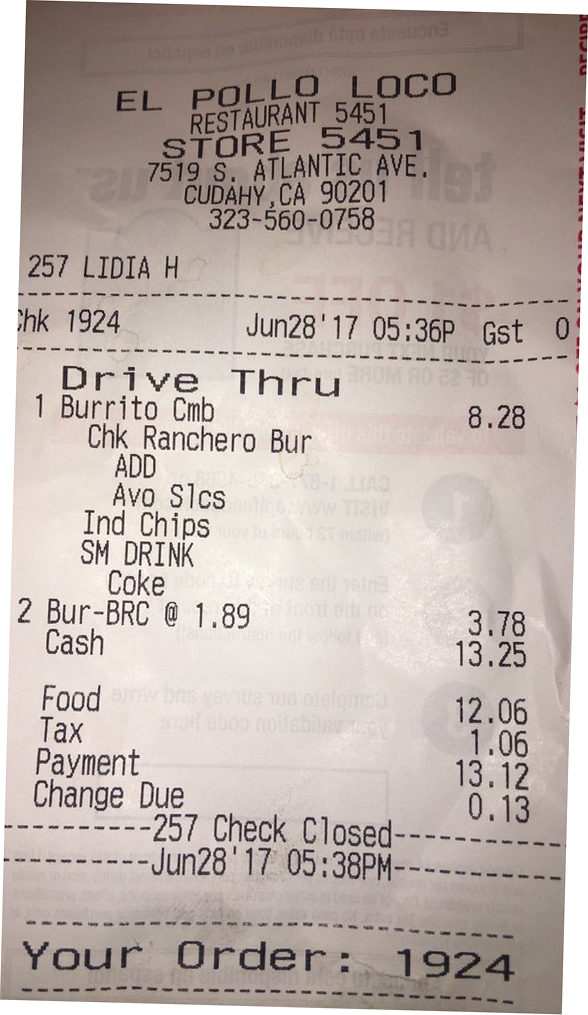 EL POLLO LOCO
RESTAURANT 5451
STORE 5451
7519 S. ATLANTIC AVE.
CUDAHY,CA 90201
323-560-0758
257 LIDIA H
Chk 1924 Jun28'17 05:36P Gst 0
Drive Thru
1 Burrito Cmb 8.28
Chk Ranchero Bur
ADD
Avo Slcs
Ind Chips
SM DRINK
Coke
2 Bur-BRC @ 1.89 3.78
Cash 13.25
Food 12.06
Tax 1.06
Payment 13.12
Change Due 0.13
---------257 Check Closed-----------
---------Jun28'17 05:38PM-----------
Your Order: 1924